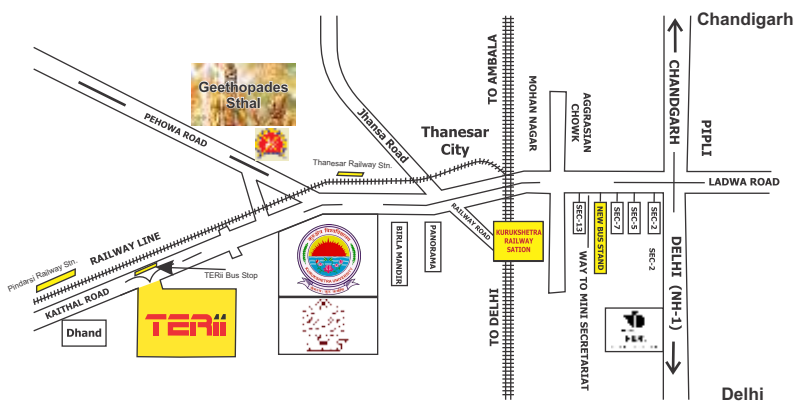 Chandigarh
TO AMBALA
MOHAN NAGAR
AGGRASIAN
CHOWK
CHANDGARH
PIPLI
Geethopades
Sthal
PEHOWA ROAD
Jhansa Road
Thanesar
City
Thanesar Railway Stn.
LADWA ROAD
RAILWAY ROAD
KURUKSHETRA
RAILWAY
SATION
SEC-13
NEW BUS STAND
SEC-7
SEC-5
SEC-2
SEC-2
BIRLA MANDIR
PANORAMA
RAILWAY LINE
Pindarsi Railway Stn.
TERii Bus Stop
KAITHAL ROAD
Dhand
TERii
TO DELHI
WAY TO MINI SECRETARIAT
DELHI (NH-1)
Delhi